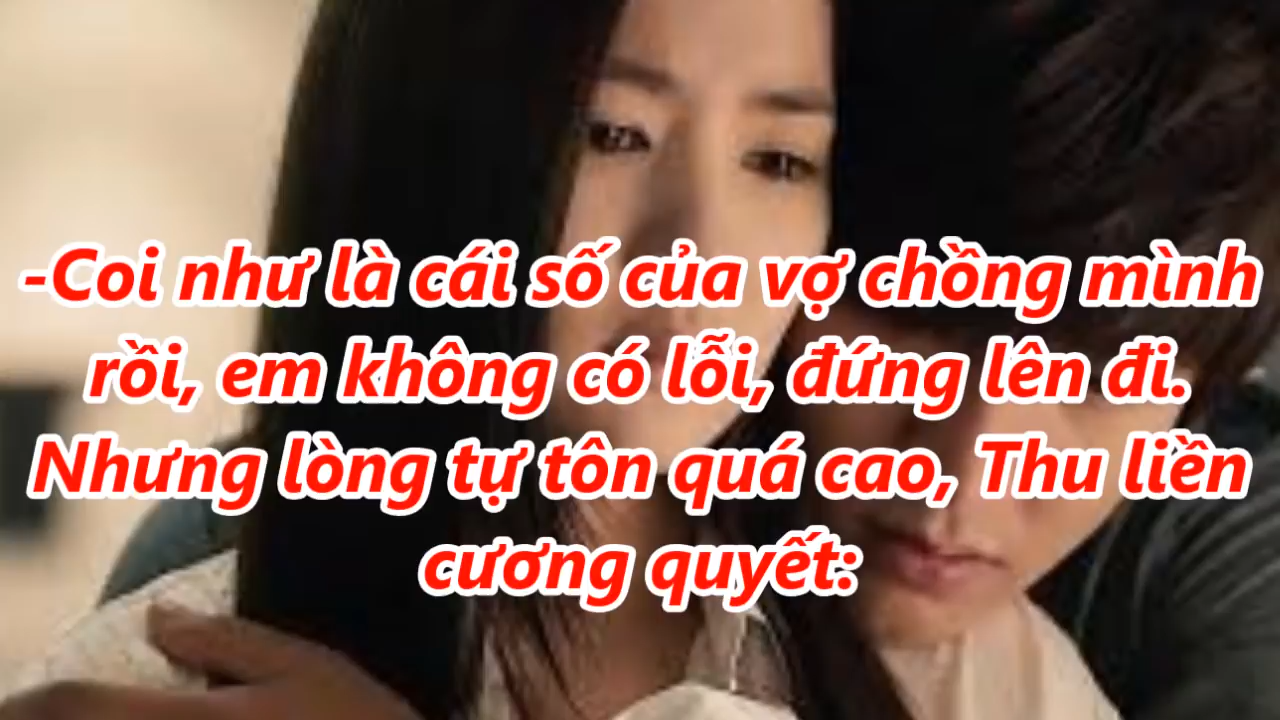 -Coi như là cái số của vợ chồng mình
rồi, em không có lỗi, đứng lên đi.
Nhưng lòng tự tôn quá cao, Thu liền
cương quyết: